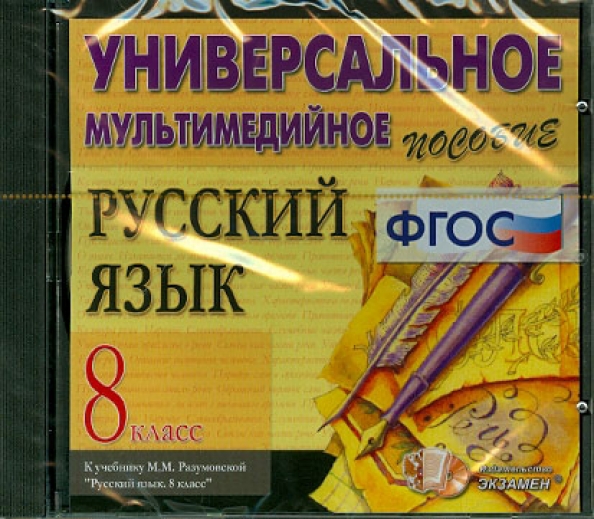 УНИВЕРСАЛЬНОЕ
МУЛЬТИМЕДИЙНОЕ ПОСОБИЕ
РУССКИЙ
ЯЗЫК
ФГОС
8 класс
К учебнику М.М. Разумовской
"Русский язык. 8 класс"
Издательство
ЭКЗАМЕН®